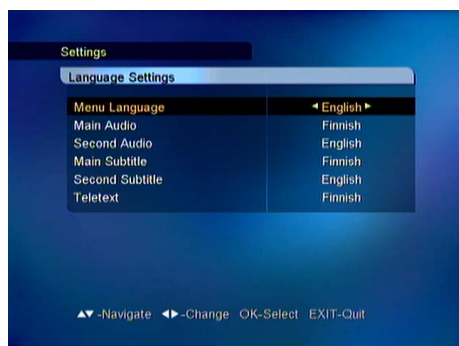 Settings
Language Settings
Menu Language ◄ English ►
Main Audio Finnish
Second Audio English
Main Subtitle Finnish
Second Subtitle English
Teletext Finnish
▲▼ -Navigate ◄► -Change OK-Select EXIT-Quit